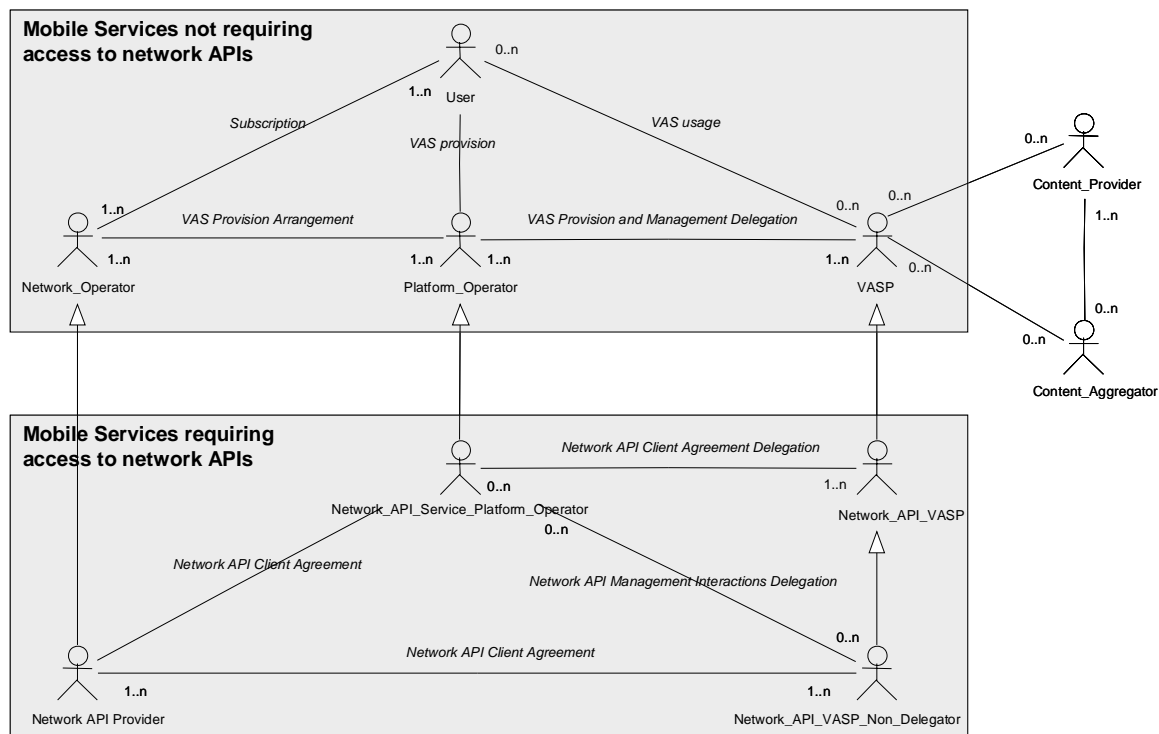 Mobile Services not requiring
access to network APIs
0..n
1..n
User
Subscription
VAS usage
VAS provision
0..n
Content_Provider
0..n
1..n
1..n
0..n
VAS Provision Arrangement
VAS Provision and Management Delegation
1..n
1..n
1..n
1..n
0..n
Network_Operator
Platform_Operator
VASP
0..n
0..n
Content_Aggregator
Mobile Services requiring
access to network APIs
Network API Client Agreement Delegation
0..n
1..n
Network_API_Service_Platform_Operator
Network_API_VASP
0..n
Network API Client Agreement
Network API Management Interactions Delegation
0..n
Network API Client Agreement
1..n
1..n
Network API Provider
Network_API_VASP_Non_Delegator